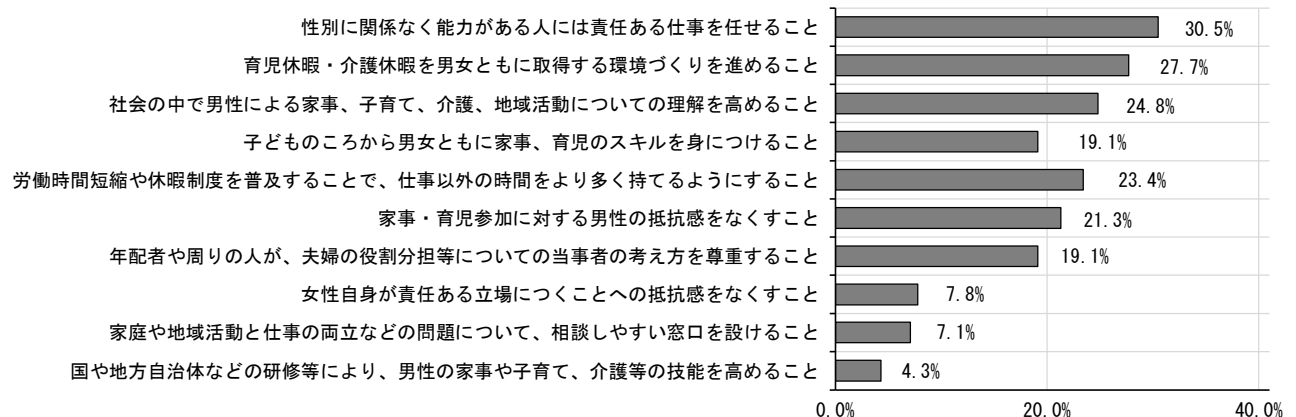 性別に関係なく能力がある人には責任ある仕事を任せること 30.5%
育児休暇・介護休暇を男女ともに取得する環境づくりを進めること 27.7%
社会の中で男性による家事、子育て、介護、地域活動についての理解を高めること 24.8%
子どものころから男女ともに家事、育児のスキルを身につけること 19.1%
労働時間短縮や休暇制度を普及することで、仕事以外の時間をより多く持てるようにすること 23.4%
家事・育児参加に対する男性の抵抗感をなくすこと 21.3%
年配者や周りの人が、夫婦の役割分担等についての当事者の考え方を尊重すること 19.1%
女性自身が責任ある立場につくことへの抵抗感をなくすこと 7.8%
家庭や地域活動と仕事の両立などの問題について、相談しやすい窓口を設けること 7.1%
国や地方自治体などの研修等により、男性の家事や子育て、介護等の技能を高めること 4.3%
0.0% 20.0% 40.0%